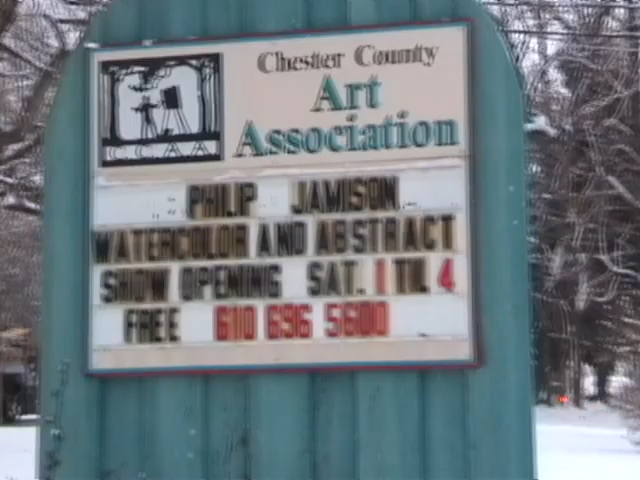 Chester County
Art
Association
CCAA
PHILIP JAMISON
WATERCOLOR AND ABSTRACT
SHOW OPENING SAT. 1 TIL 4
FREE 610 696 5600